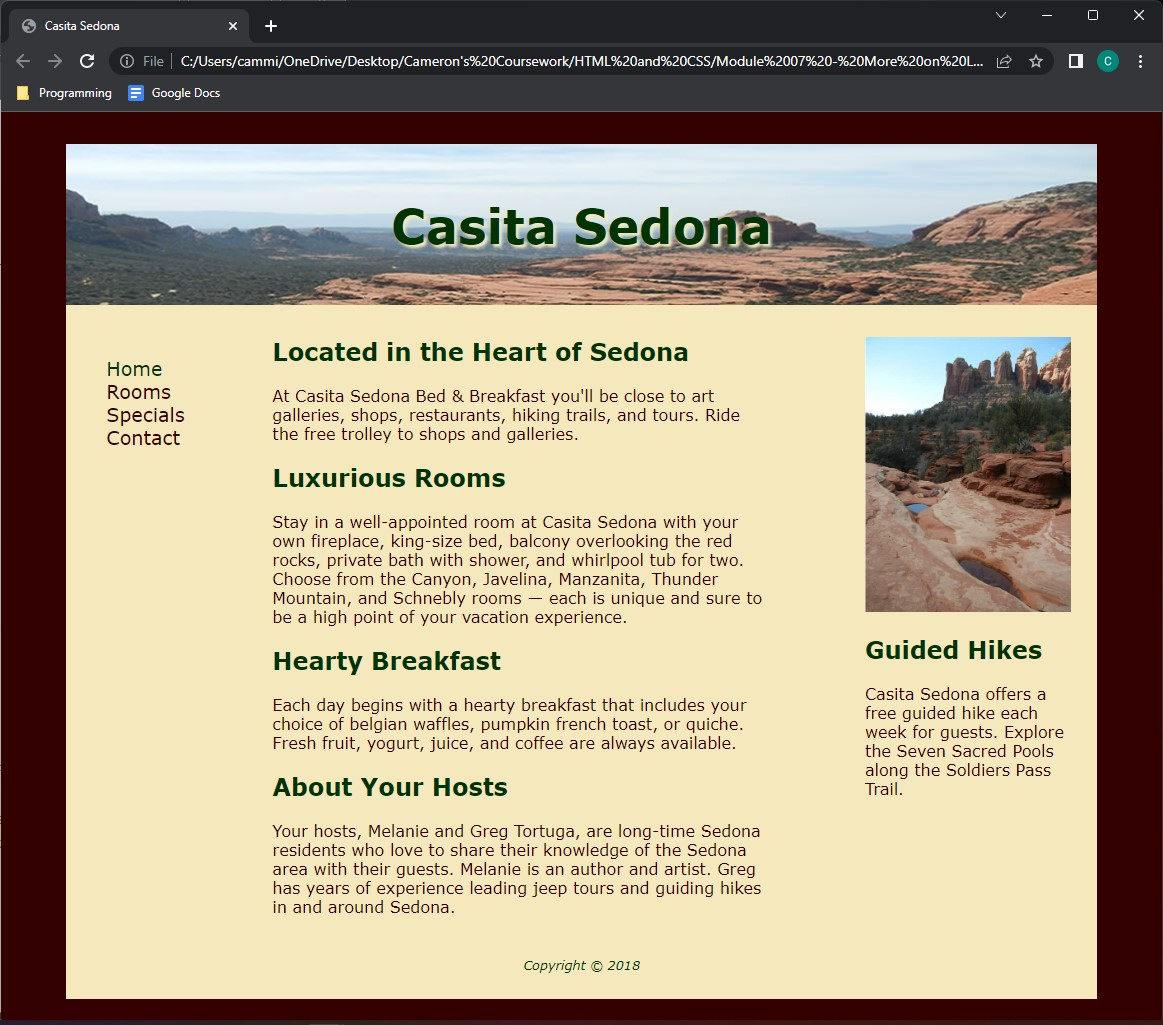 Casita Sedona
File
C:/Users/cammi/OneDrive/Desktop/Cameron's%20Coursework/HTML%20and%20CSS/Module%2007%20-%20More%20on%20L...
C
Programming
Google Docs
Casita Sedona
Home
Rooms
Specials
Contact
Located in the Heart of Sedona
At Casita Sedona Bed & Breakfast you'll be close to art
galleries, shops, restaurants, hiking trails, and tours. Ride
the free trolley to shops and galleries.
Luxurious Rooms
Stay in a well-appointed room at Casita Sedona with your
own fireplace, king-size bed, balcony overlooking the red
rocks, private bath with shower, and whirlpool tub for two.
Choose from the Canyon, Javelina, Manzanita, Thunder
Mountain, and Schnebly rooms — each is unique and sure to
be a high point of your vacation experience.
Hearty Breakfast
Each day begins with a hearty breakfast that includes your
choice of belgian waffles, pumpkin french toast, or quiche.
Fresh fruit, yogurt, juice, and coffee are always available.
About Your Hosts
Your hosts, Melanie and Greg Tortuga, are long-time Sedona
residents who love to share their knowledge of the Sedona
area with their guests. Melanie is an author and artist. Greg
has years of experience leading jeep tours and guiding hikes
in and around Sedona.
Guided Hikes
Casita Sedona offers a
free guided hike each
week for guests. Explore
the Seven Sacred Pools
along the Soldiers Pass
Trail.
Copyright © 2018